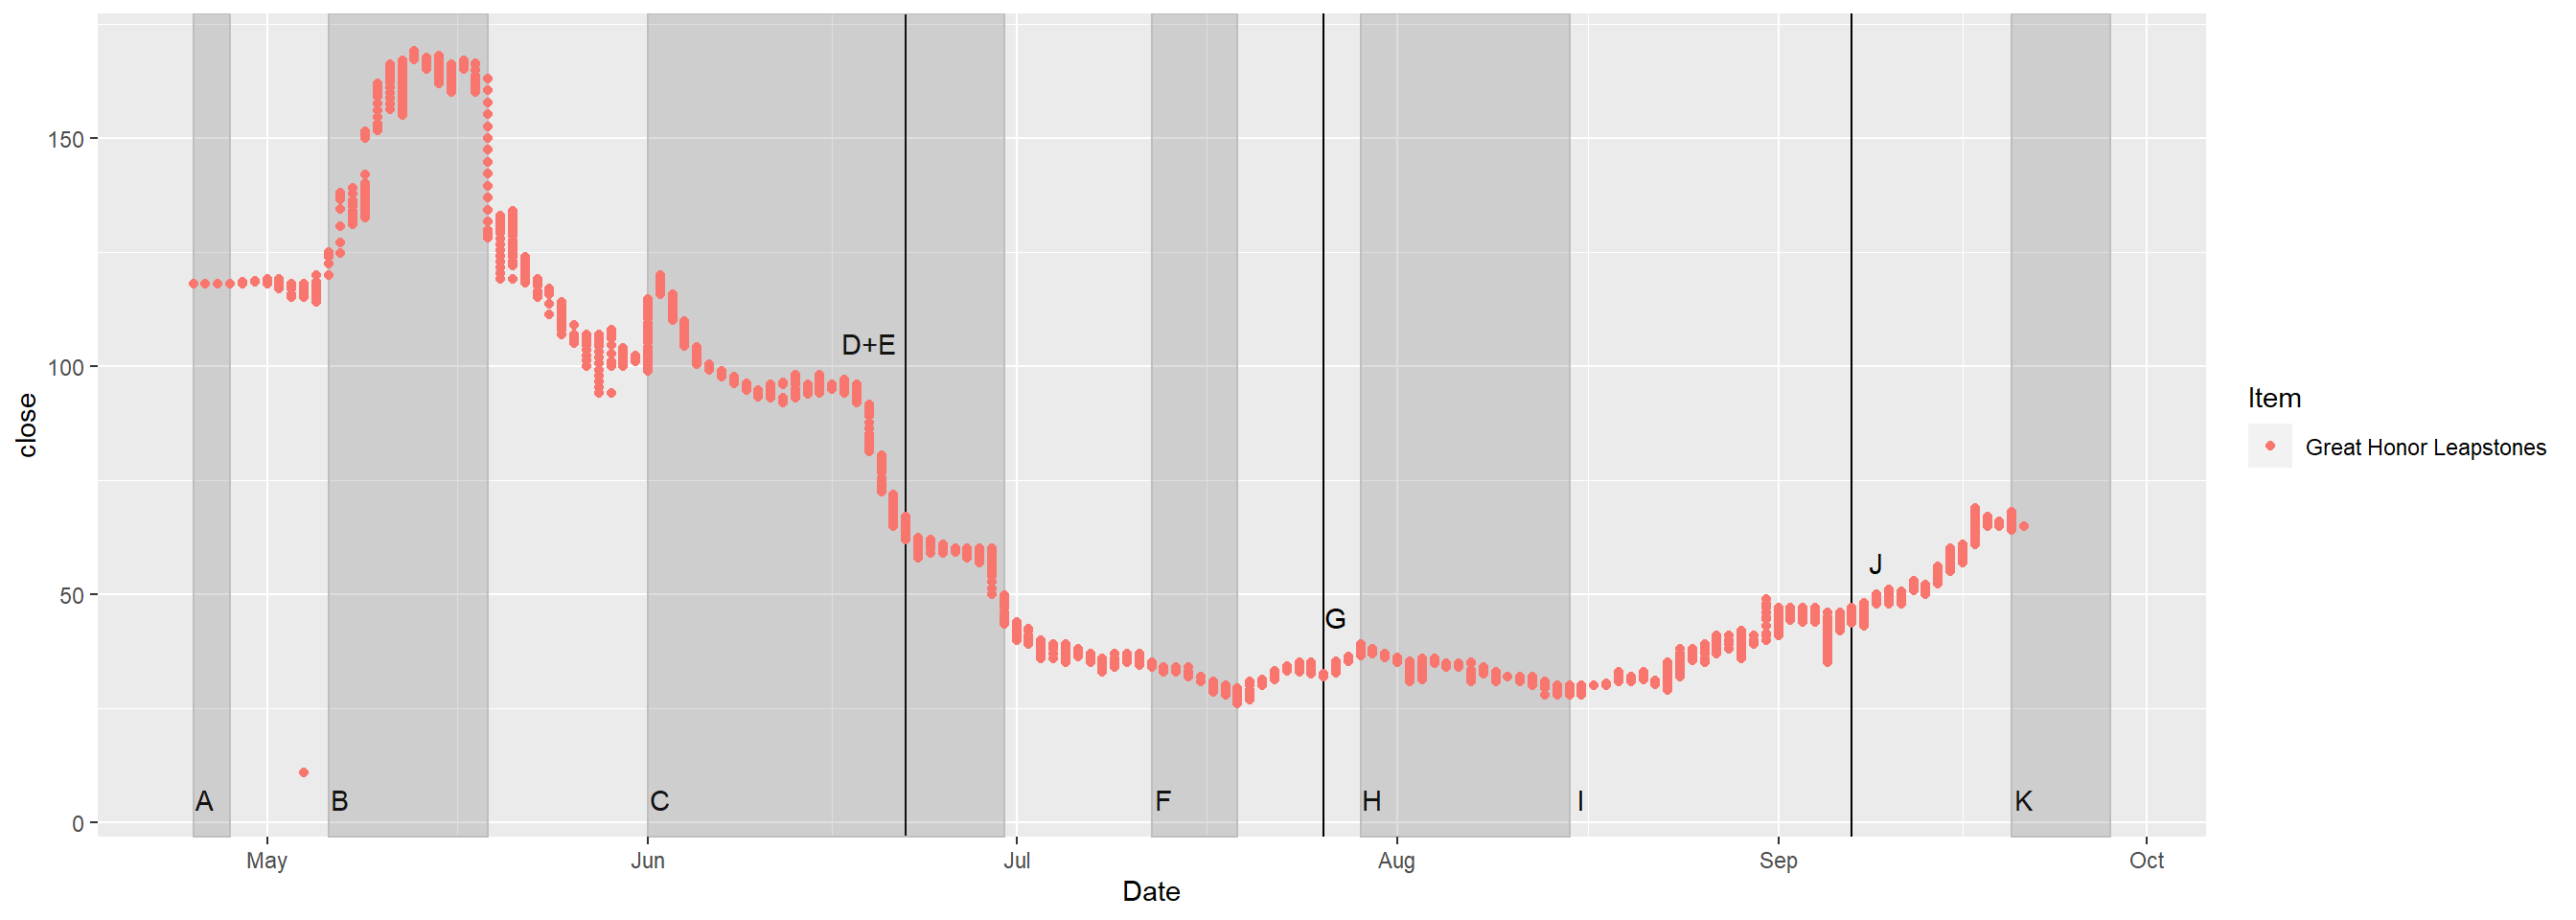 150
100
50
0
close
D+E
G
J
A
B
C
F
H
I
K
May
Jun
Jul
Aug
Sep
Oct
Date
Item
Great Honor Leapstones